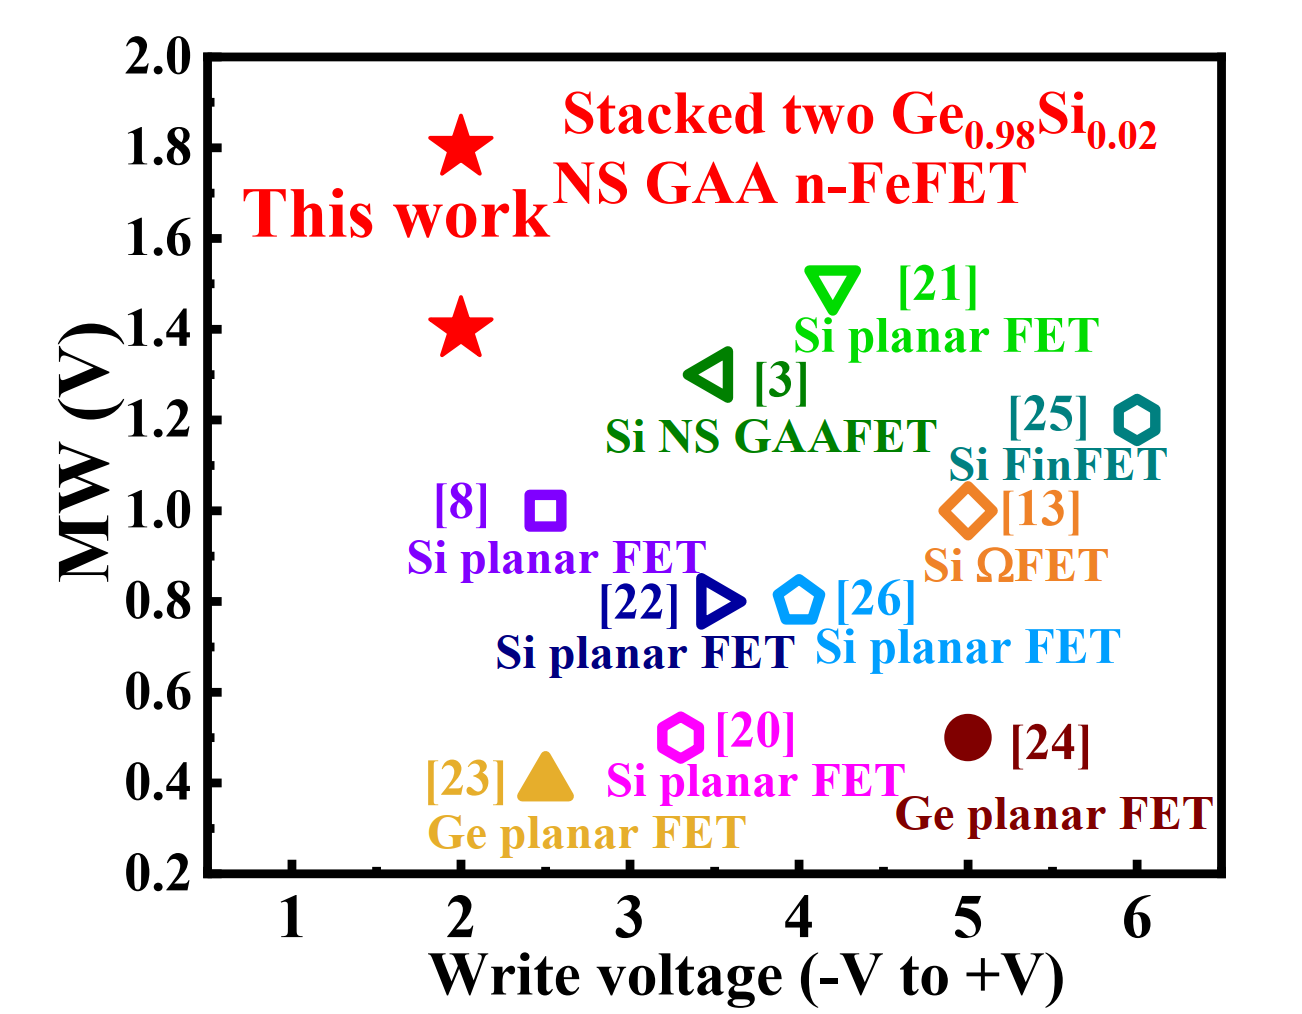 2.0
1.8
1.6
1.4
1.2
1.0
0.8
0.6
0.4
0.2
MW (V)
Stacked two Ge0.98Si0.02
NS GAA n-FeFET
This work
[21]
Si planar FET
[3]
Si NS GAAFET
[25]
Si FinFET
[8]
Si planar FET
[13]
Si ΩFET
[22]
Si planar FET
[26]
Si planar FET
[20]
Si planar FET
[24]
Ge planar FET
[23]
Ge planar FET
1 2 3 4 5 6
Write voltage (-V to +V)